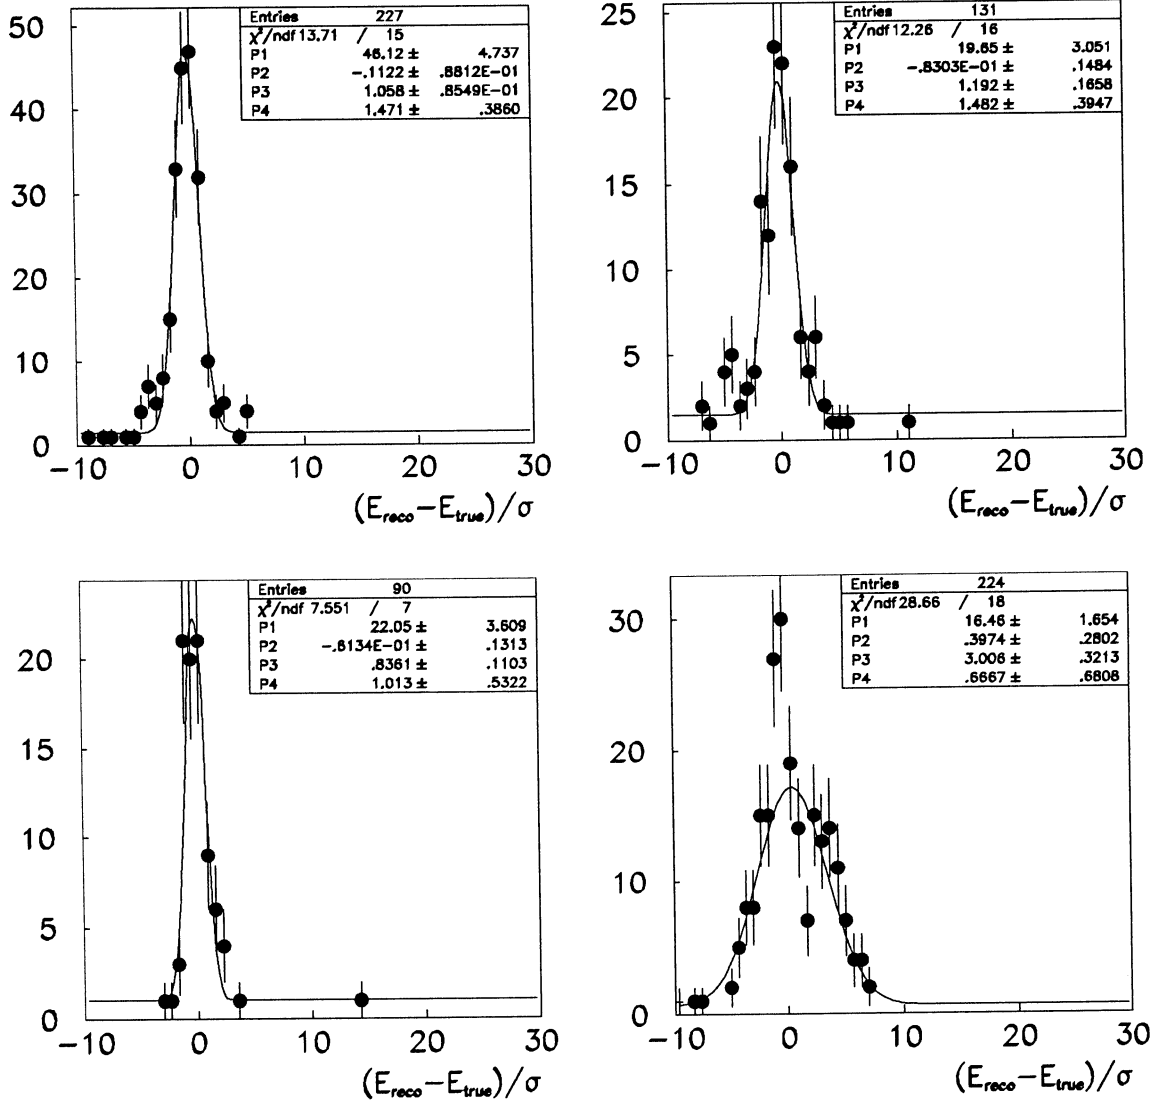 Entries 227
χ²/ndf 13.71 / 15
P1 46.12 ± 4.737
P2 -.1122 ± .8812E-01
P3 1.058 ± .8549E-01
P4 1.471 ± .3860
50
40
30
20
10
0
-10 0 10 20 30
(E_reco−E_true)/σ
Entries 131
χ²/ndf 12.26 / 16
P1 19.65 ± 3.051
P2 -.8303E-01 ± .1484
P3 1.192 ± .1658
P4 1.482 ± .3947
25
20
15
10
5
0
-10 0 10 20 30
(E_reco−E_true)/σ
Entries 90
χ²/ndf 7.551 / 7
P1 22.05 ± 3.609
P2 -.6134E-01 ± .1313
P3 .8361 ± .1103
P4 1.013 ± .5322
20
15
10
5
0
-10 0 10 20 30
(E_reco−E_true)/σ
Entries 224
χ²/ndf 28.66 / 18
P1 16.46 ± 1.654
P2 .3974 ± .2802
P3 3.006 ± .3213
P4 .6667 ± .6808
30
20
10
0
-10 0 10 20 30
(E_reco−E_true)/σ